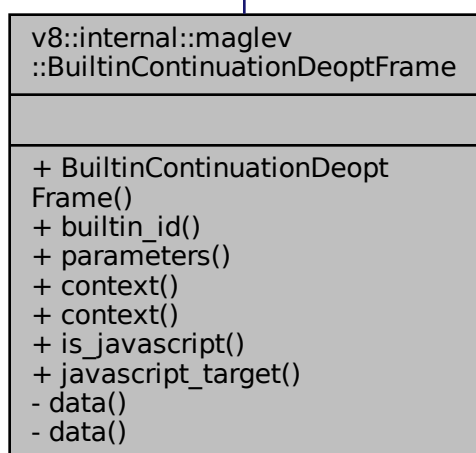 v8::internal::maglev
::BuiltinContinuationDeoptFrame
+ BuiltinContinuationDeopt
Frame()
+ builtin_id()
+ parameters()
+ context()
+ context()
+ is_javascript()
+ javascript_target()
- data()
- data()